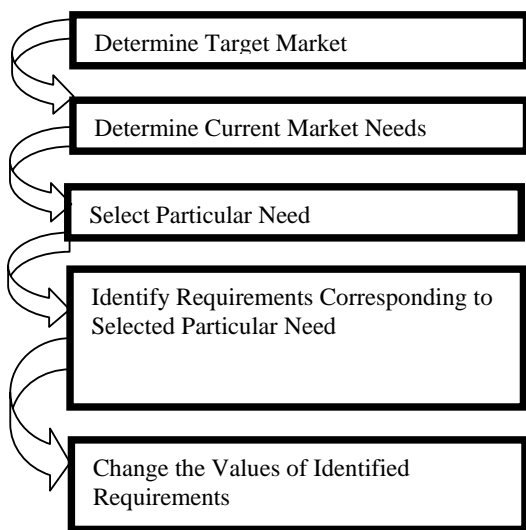 Determine Target Market
Determine Current Market Needs
Select Particular Need
Identify Requirements Corresponding to
Selected Particular Need
Change the Values of Identified
Requirements